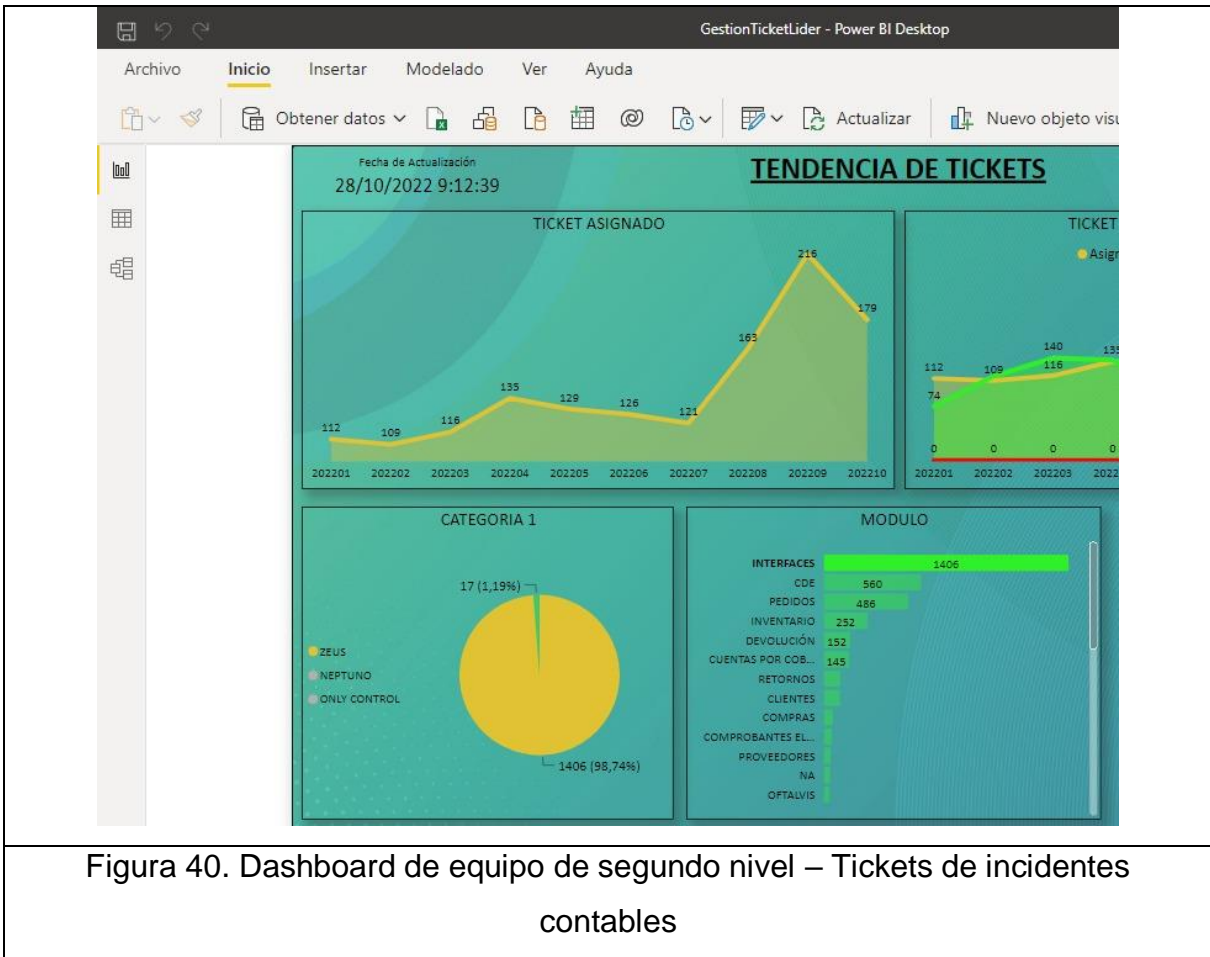 GestionTicketLider - Power BI Desktop
Archivo Inicio Insertar Modelado Ver Ayuda
Obtener datos Actualizar Nuevo objeto
Fecha de Actualización
28/10/2022 9:12:39
TENDENCIA DE TICKETS
TICKET ASIGNADO
216
179
163
135
129
126
121
116
112
109
202201 202202 202203 202204 202205 202206 202207 202208 202209 202210
TICKET
140
112
109
116
74
0 0 0 0
202201 202202 202203
CATEGORIA 1
17 (1,19%)
ZEUS
NEPTUNO
ONLY CONTROL
1406 (98,74%)
MODULO
INTERFACES 1406
CDE 560
PEDIDOS 486
INVENTARIO 252
DEVOLUCIÓN 152
CUENTAS POR COB... 145
RETORNOS
CLIENTES
COMPRAS
COMPROBANTES EL...
PROVEEDORES
NA
OFTALVIS
Figura 40. Dashboard de equipo de segundo nivel – Tickets de incidentes
contables